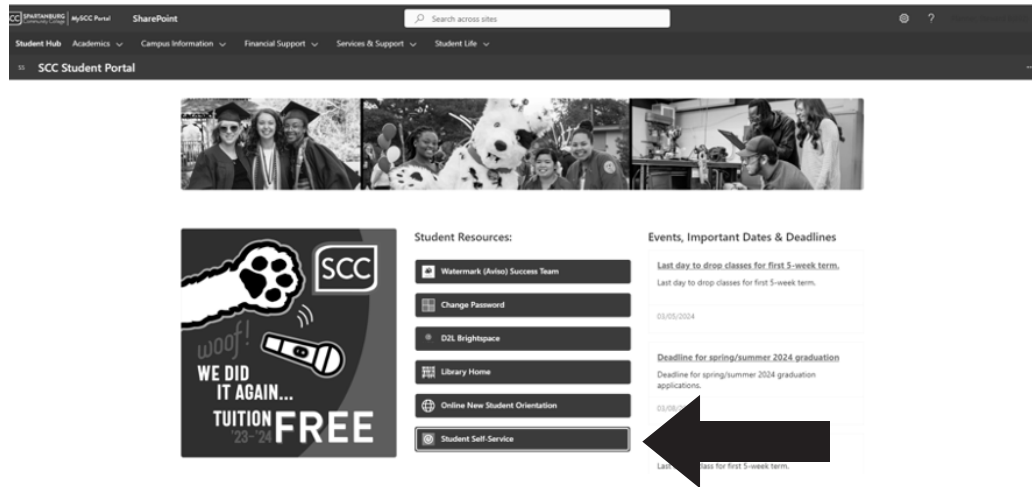 SPARTANBURG
Community College
MySCC Portal
SharePoint
Search across sites
?
Student Hub
Academics
Campus Information
Financial Support
Services & Support
Student Life
SS
SCC Student Portal
SCC
woof!
WE DID
IT AGAIN...
TUITION
'23-'24
FREE
Student Resources:
Watermark (Aviso) Success Team
Change Password
D2L Brightspace
Library Home
Online New Student Orientation
Student Self-Service
Events, Important Dates & Deadlines
Last day to drop classes for first 5-week term.
Last day to drop classes for first 5-week term.
03/05/2024
Deadline for spring/summer 2024 graduation
Deadline for spring/summer 2024 graduation
applications.
for first 5-week term.